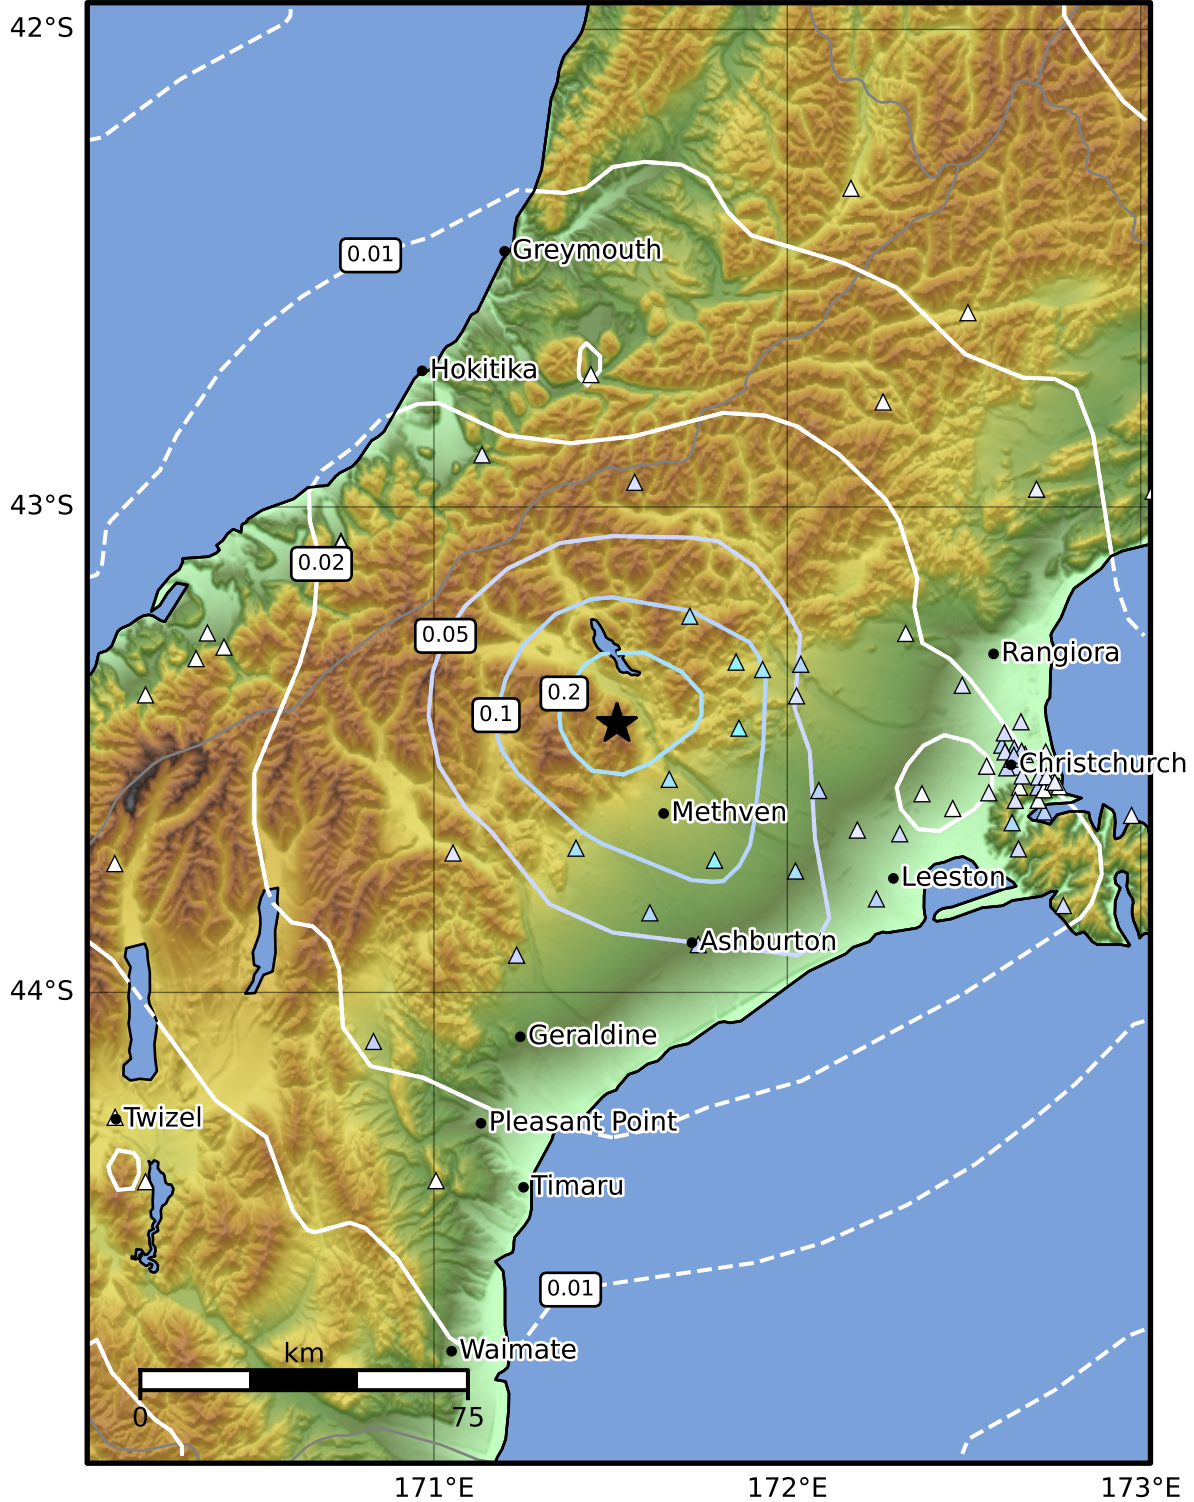 42°S
0.01
Greymouth
Hokitika
43°S
0.02
0.05
Rangiora
0.2
0.1
Christchurch
Methven
Leeston
Ashburton
44°S
Geraldine
Twizel
Pleasant Point
Timaru
0.01
Waimate
km
0
75
171°E
172°E
173°E